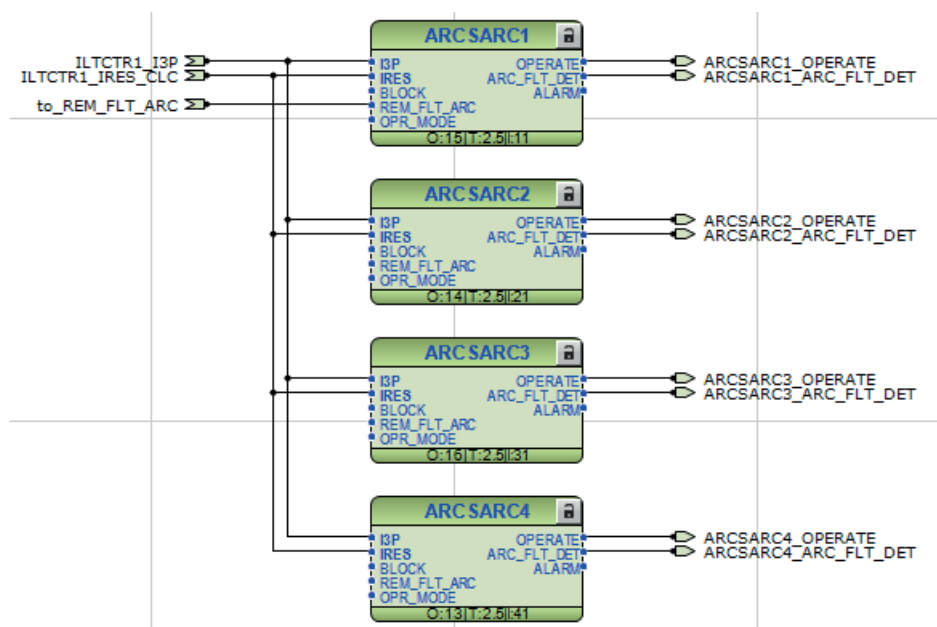 ARCSARC1
ILTCTR1_I3P
I3P
OPERATE
ARCSARC1_OPERATE
ILTCTR1_IRES_CLC
IRES
ARC_FLT_DET
ARCSARC1_ARC_FLT_DET
BLOCK
ALARM
to_REM_FLT_ARC
REM_FLT_ARC
OPR_MODE
O:15|T:2.5|I:11
ARCSARC2
I3P
OPERATE
ARCSARC2_OPERATE
IRES
ARC_FLT_DET
ARCSARC2_ARC_FLT_DET
BLOCK
ALARM
REM_FLT_ARC
OPR_MODE
O:14|T:2.5|I:21
ARCSARC3
I3P
OPERATE
ARCSARC3_OPERATE
IRES
ARC_FLT_DET
ARCSARC3_ARC_FLT_DET
BLOCK
ALARM
REM_FLT_ARC
OPR_MODE
O:16|T:2.5|I:31
ARCSARC4
I3P
OPERATE
ARCSARC4_OPERATE
IRES
ARC_FLT_DET
ARCSARC4_ARC_FLT_DET
BLOCK
ALARM
REM_FLT_ARC
OPR_MODE
O:13|T:2.5|I:41